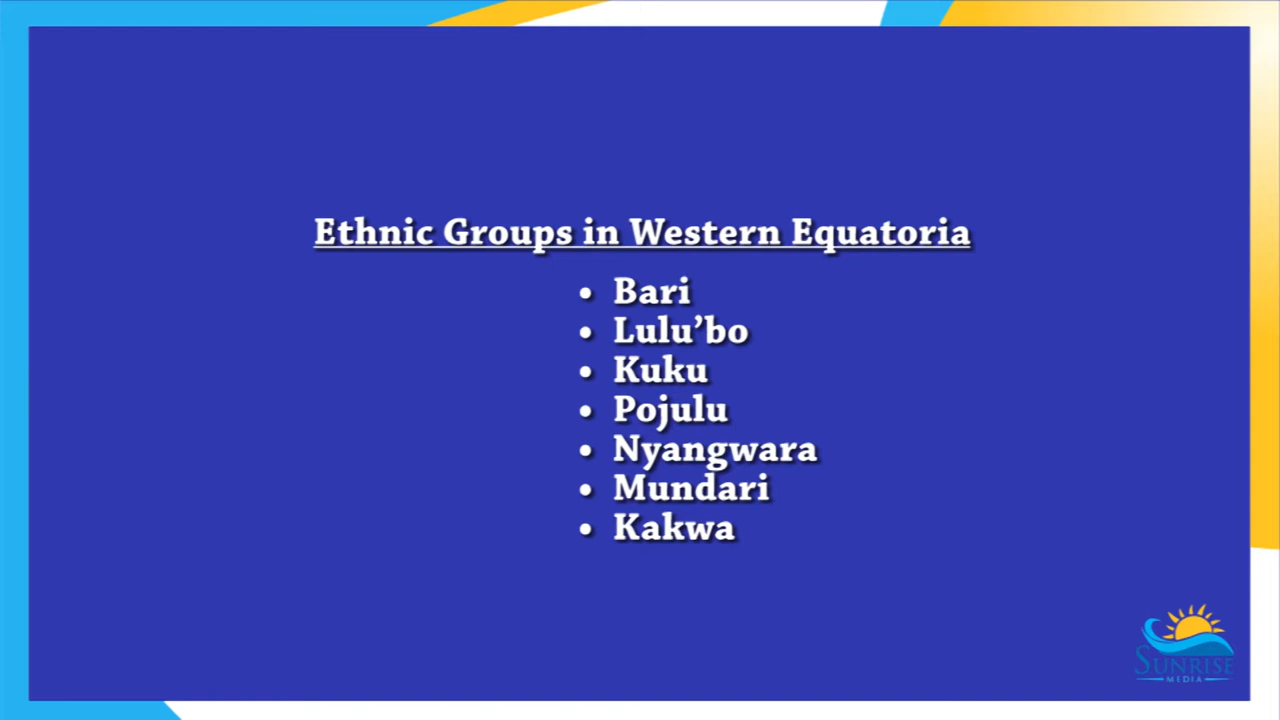 Ethnic Groups in Western Equatoria
• Bari
• Lulu’bo
• Kuku
• Pojulu
• Nyangwara
• Mundari
• Kakwa
SUNRISE
MEDIA